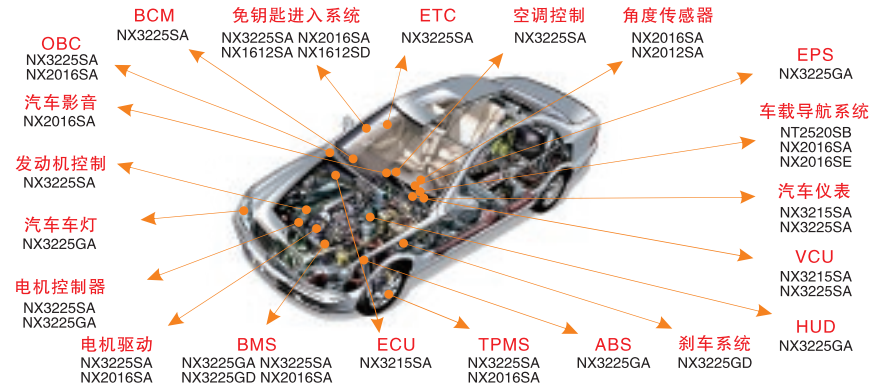 BCM
NX3225SA
免钥匙进入系统
NX3225SA NX2016SA
NX1612SA NX1612SD
ETC
NX3225SA
空调控制
NX3225SA
角度传感器
NX2016SA
NX2012SA
OBC
NX3225SA
NX2016SA
EPS
NX3225GA
汽车影音
NX2016SA
车载导航系统
NT2520SB
NX2016SA
NX2016SE
发动机控制
NX3225SA
汽车仪表
NX3215SA
NX3225SA
汽车车灯
NX3225GA
VCU
NX3215SA
NX3225SA
电机控制器
NX3225SA
NX3225GA
HUD
NX3225GA
电机驱动
NX3225SA
NX2016SA
BMS
NX3225GA NX3225SA
NX3225GD NX2016SA
ECU
NX3215SA
TPMS
NX3225SA
NX2016SA
ABS
NX3225GA
刹车系统
NX3225GD